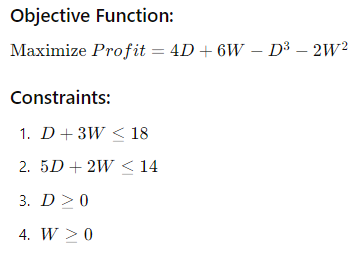 Objective Function:
Maximize Profit = 4D + 6W − D³ − 2W²
Constraints:
1. D + 3W ≤ 18
2. 5D + 2W ≤ 14
3. D ≥ 0
4. W ≥ 0